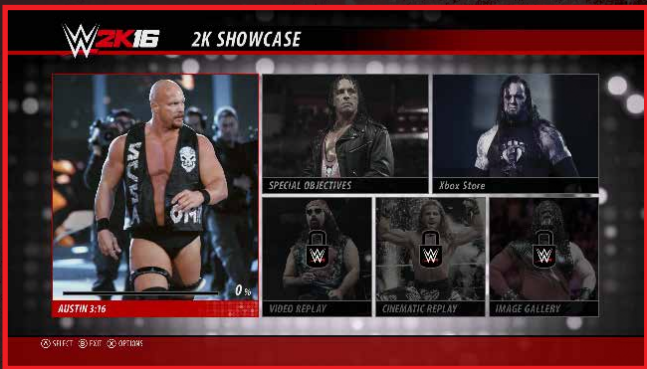 W 2K16 2K SHOWCASE
SPECIAL OBJECTIVES
Xbox Store
0 %
AUSTIN 3:16
VIDEO REPLAY
CINEMATIC REPLAY
IMAGE GALLERY
A SELECT B EXIT X OPTIONS